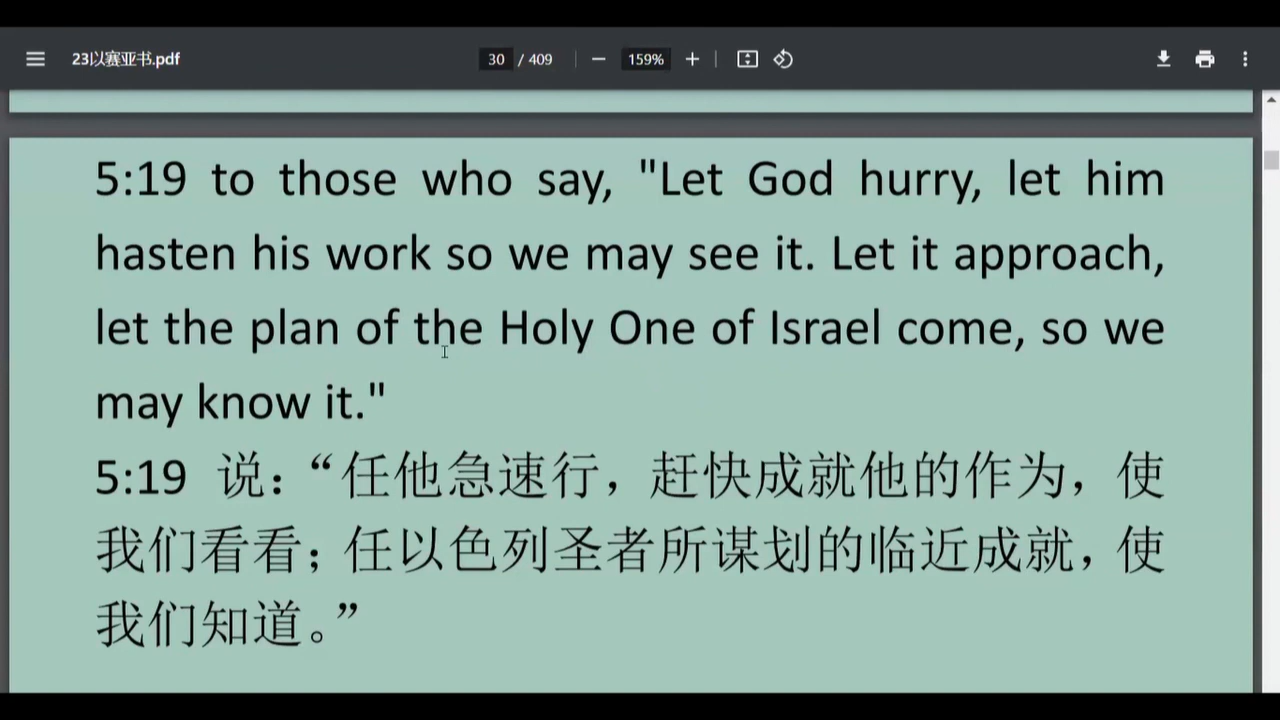 23以赛亚书.pdf
30 / 409
159%
5:19 to those who say, "Let God hurry, let him
hasten his work so we may see it. Let it approach,
let the plan of the Holy One of Israel come, so we
may know it."
5:19 说：“任他急速行，赶快成就他的作为，使
我们看看；任以色列圣者所谋划的临近成就，使
我们知道。”